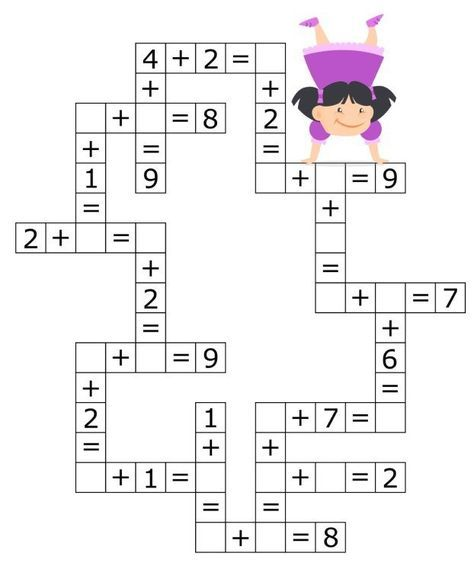 4 + 2 =
+ +
+ = 8 2
+ = =
1 9 + = 9
= +
2 + =
+ =
2 + = 7
= +
+ = 9 6
+ =
2 1 + 7 =
= + +
+ 1 = + = 2
= =
+ = 8